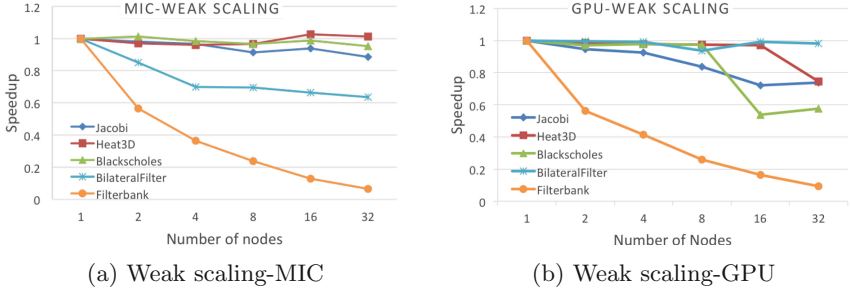 MIC-WEAK SCALING
1.2
1
0.8
0.6
0.4
0.2
0
Speedup
Jacobi
Heat3D
Blackscholes
BilateralFilter
Filterbank
1 2 4 8 16 32
Number of nodes
(a) Weak scaling-MIC
GPU-WEAK SCALING
1.2
1
0.8
0.6
0.4
0.2
0
Speedup
Jacobi
Heat3D
Blackscholes
BilateralFilter
Filterbank
1 2 4 8 16 32
Number of Nodes
(b) Weak scaling-GPU